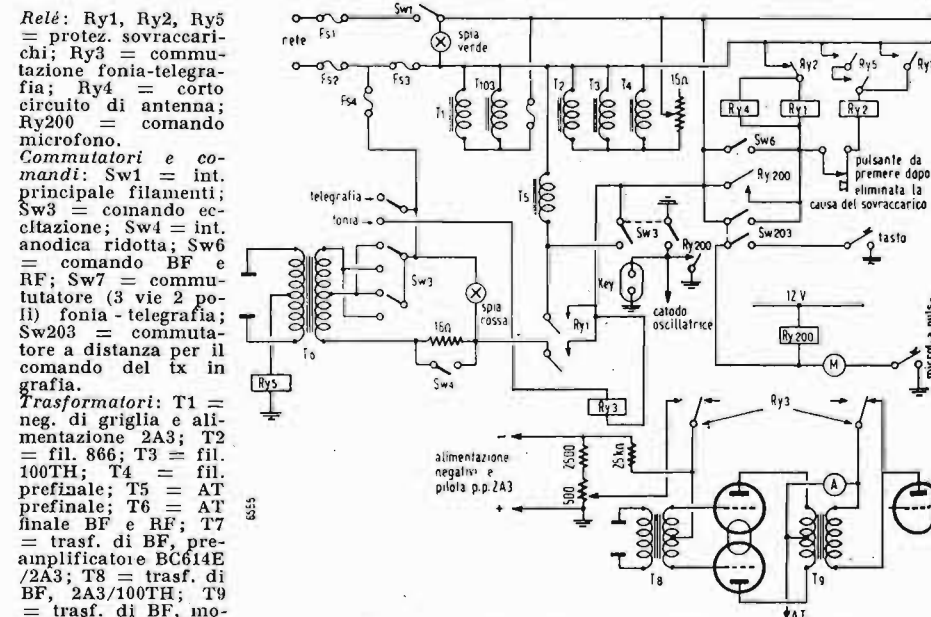 Relé: Ry1, Ry2, Ry5
= protez. sovraccari-
chi; Ry3 = commu-
tazione fonia-telegra-
fia; Ry4 = corto
circuito di antenna;
Ry200 = comando
microfono.
Commutatori e co-
mandi: Sw1 = int.
principale filamenti;
Sw3 = comando ec-
citazione; Sw4 = int.
anodica ridotta; Sw6
= comando BF e
RF; Sw7 = commu-
tutatore (3 vie 2 po-
li) fonia - telegrafia;
Sw203 = commuta-
tore a distanza per il
comando del tx in
grafia.
Trasformatori: T1 =
neg. di griglia e ali-
mentazione 2A3; T2
= fil. 866; T3 = fil.
100TH; T4 = fil.
prefinale; T5 = AT
prefinale; T6 = AT
finale BF e RF; T7
= trasf. di BF, pre-
amplificatore BC614E
/2A3; T8 = trasf. di
BF, 2A3/100TH; T9
= trasf. di BF, mo-
rete
Fs1
Sw1
spia
verde
Fs2
Fs3
Fs4
T1
T103
T2
T3
T4
15Ω
Ry2
Ry5
Ry1
Ry4
Ry1
Ry2
Sw6
pulsante da
premere dopo
eliminata la
causa del sovraccarico
Ry200
T5
telegrafia
fonia
Sw3
Ry200
Sw203
tasto
Sw3
Key
catodo
oscillatrice
12 V
spia
rossa
Ry1
Ry200
16Ω
T6
M
Sw4
Ry5
Ry3
Ry3
alimentazione
negativi e
pilota p.p. 2A3
−
+
2500
500
25kΩ
A
T8
T9
AT